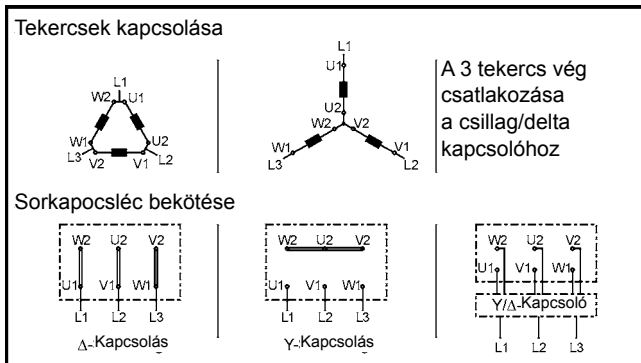 Tekercsek kapcsolása
L1
W2 U1
W1 U2
L3 V2 V1 L2
L1
U1
U2
W2 V2
W1 V1
L3 L2
A 3 tekercs vég
csatlakozása
a csillag/delta
kapcsolóhoz
Sorkapocsléc bekötése
W2 U2 V2
U1 V1 W1
L1 L2 L3
Δ-Kapcsolás
W2 U2 V2
U1 V1 W1
L1 L2 L3
Y-Kapcsolás
W2 U2 V2
U1 V1 W1
Y/Δ-Kapcsoló
L1 L2 L3